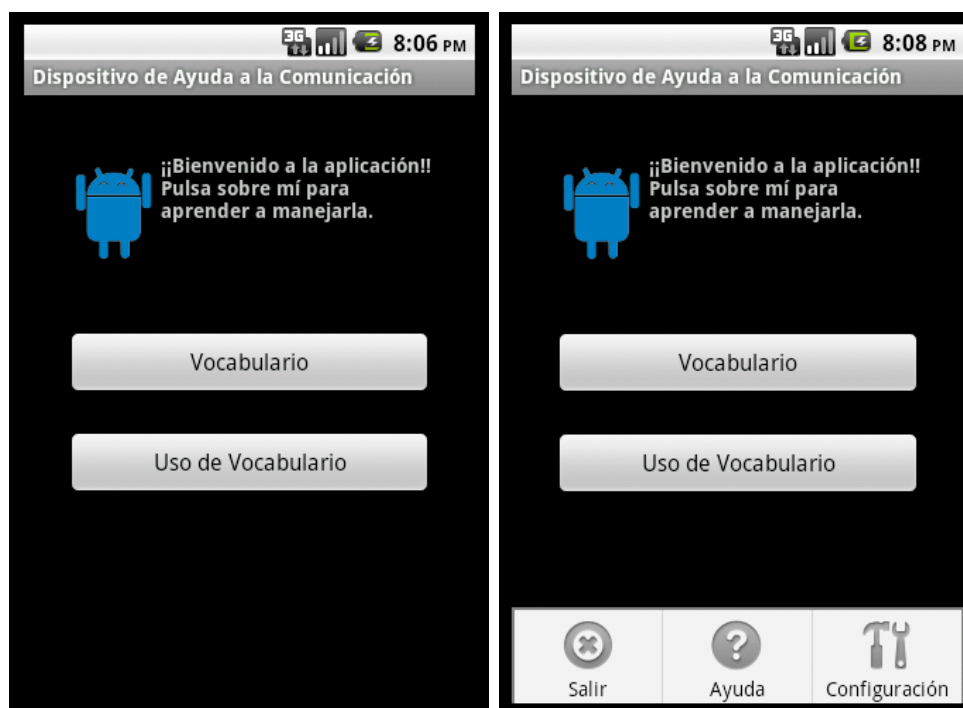 3G 8:06 PM
Dispositivo de Ayuda a la Comunicación
¡¡Bienvenido a la aplicación!!
Pulsa sobre mí para
aprender a manejarla.
Vocabulario
Uso de Vocabulario
3G 8:08 PM
Dispositivo de Ayuda a la Comunicación
¡¡Bienvenido a la aplicación!!
Pulsa sobre mí para
aprender a manejarla.
Vocabulario
Uso de Vocabulario
Salir Ayuda Configuración